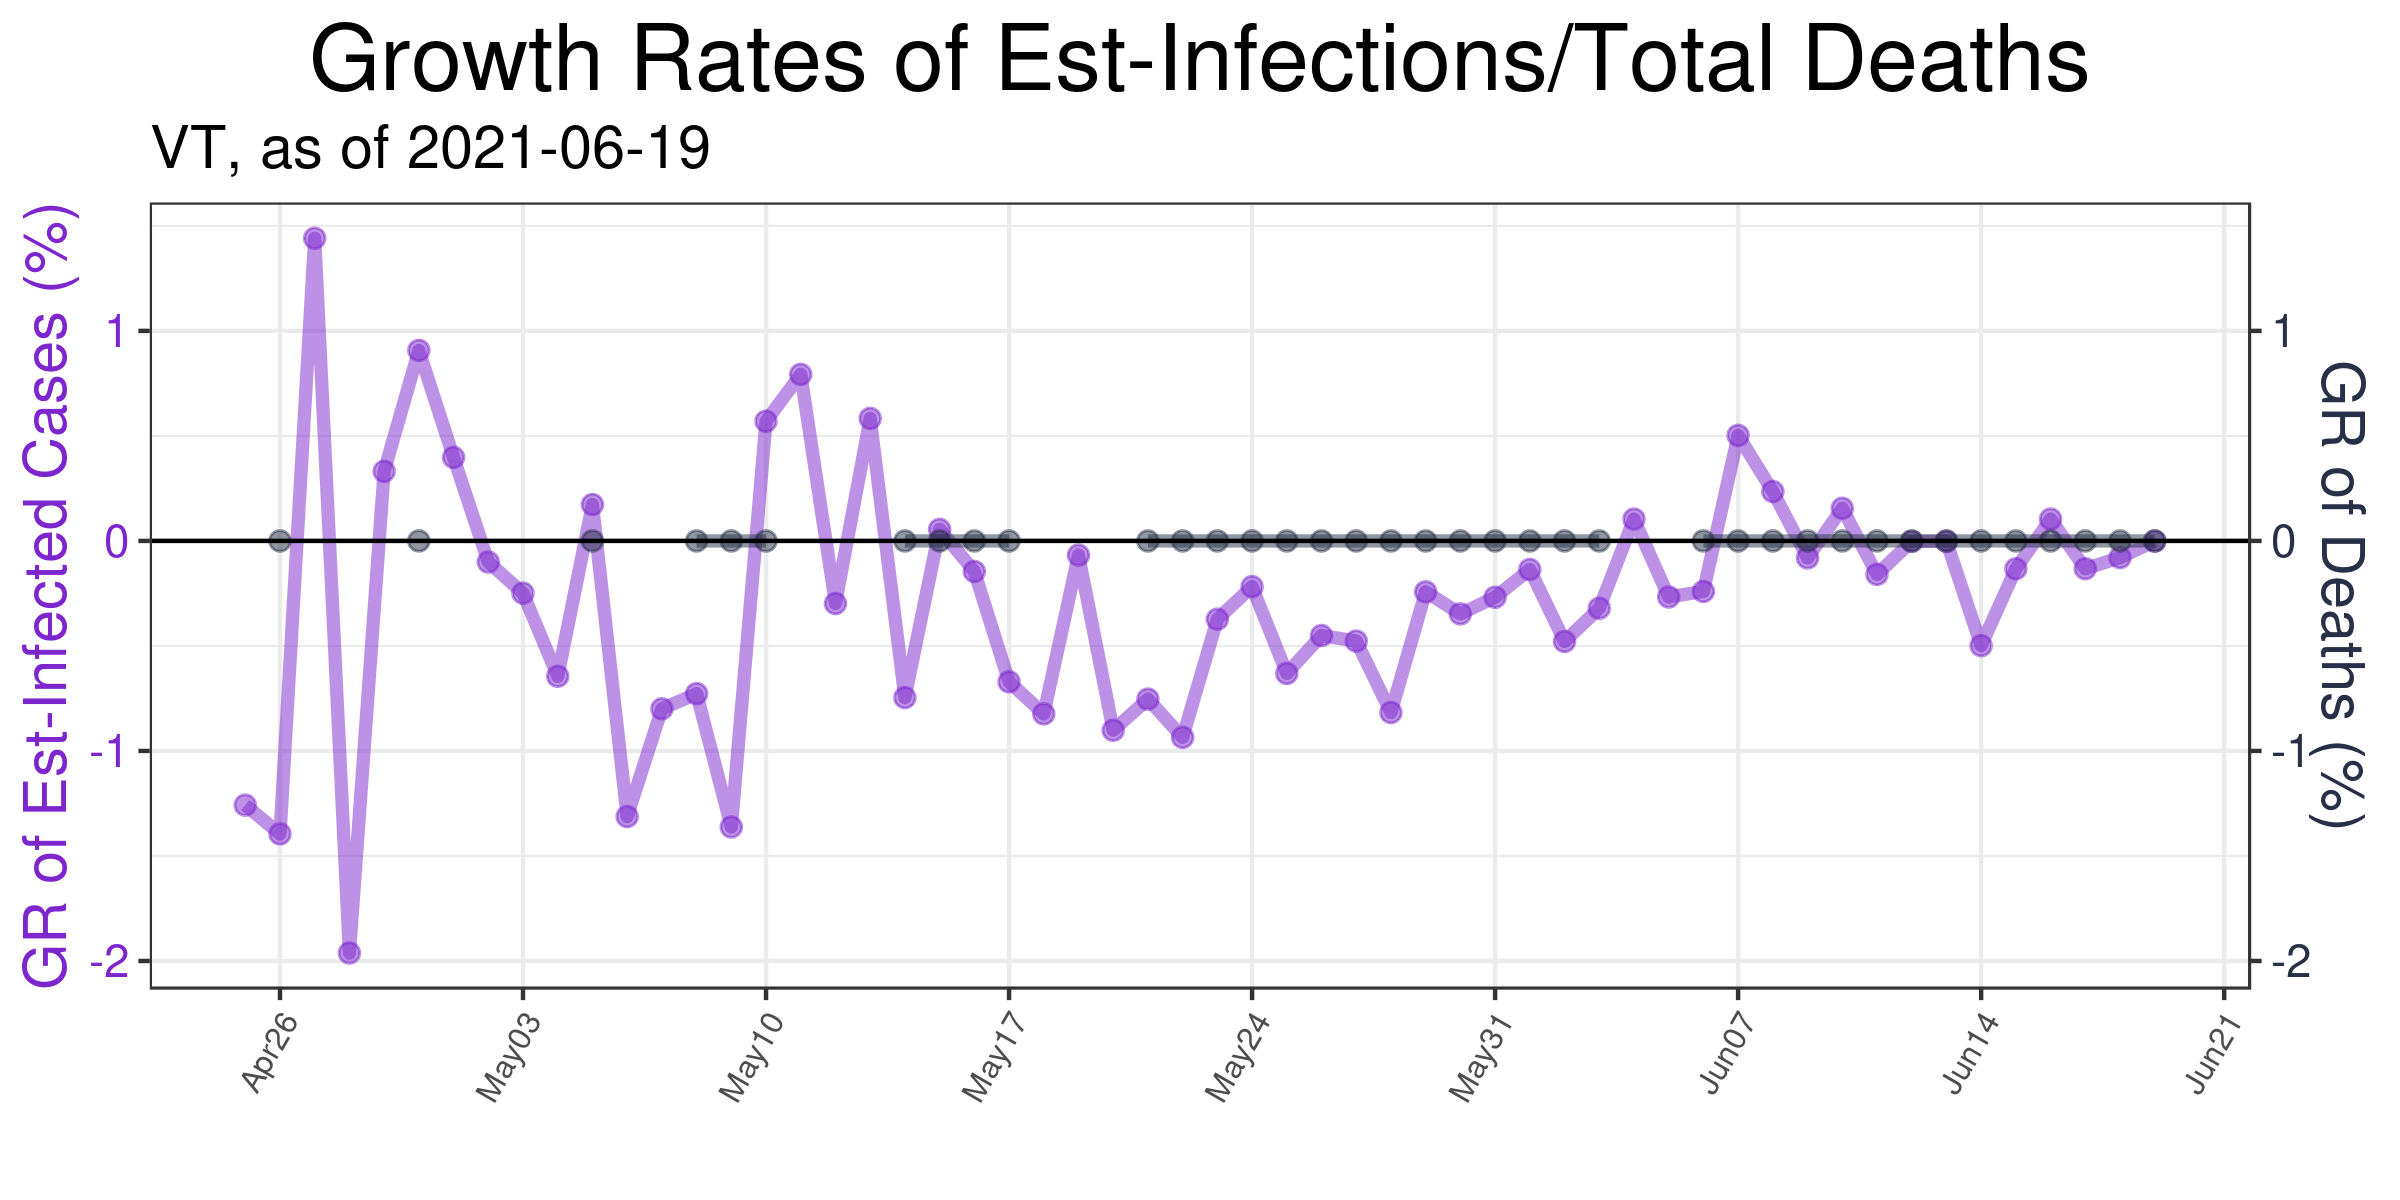 Growth Rates of Est-Infections/Total Deaths
VT, as of 2021-06-19
GR of Est-Infected Cases (%)
1
0
-1
-2
1
0
-1
-2
GR of Deaths (%)
Apr26
May03
May10
May17
May24
May31
Jun07
Jun14
Jun21